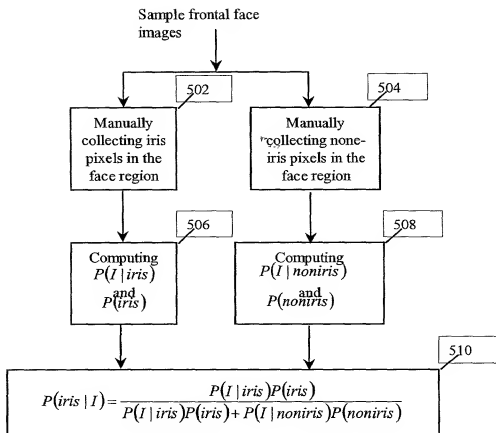 Sample frontal face
images
502
504
Manually
collecting iris
pixels in the
face region
Manually
collecting none-
iris pixels in the
face region
506
508
Computing
P(I | iris)
and
P(iris)
Computing
P(I | noniris)
and
P(noniris)
510
P(iris | I) = P(I | iris)P(iris) / P(I | iris)P(iris) + P(I | noniris)P(noniris)